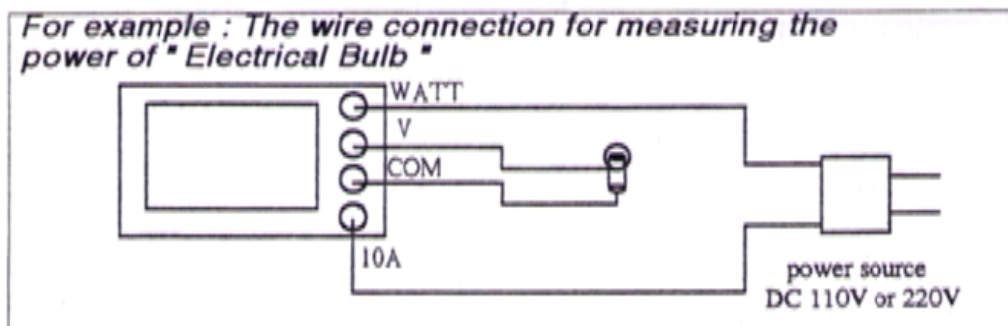 For example : The wire connection for measuring the
power of " Electrical Bulb "
WATT
V
COM
10A
power source
DC 110V or 220V